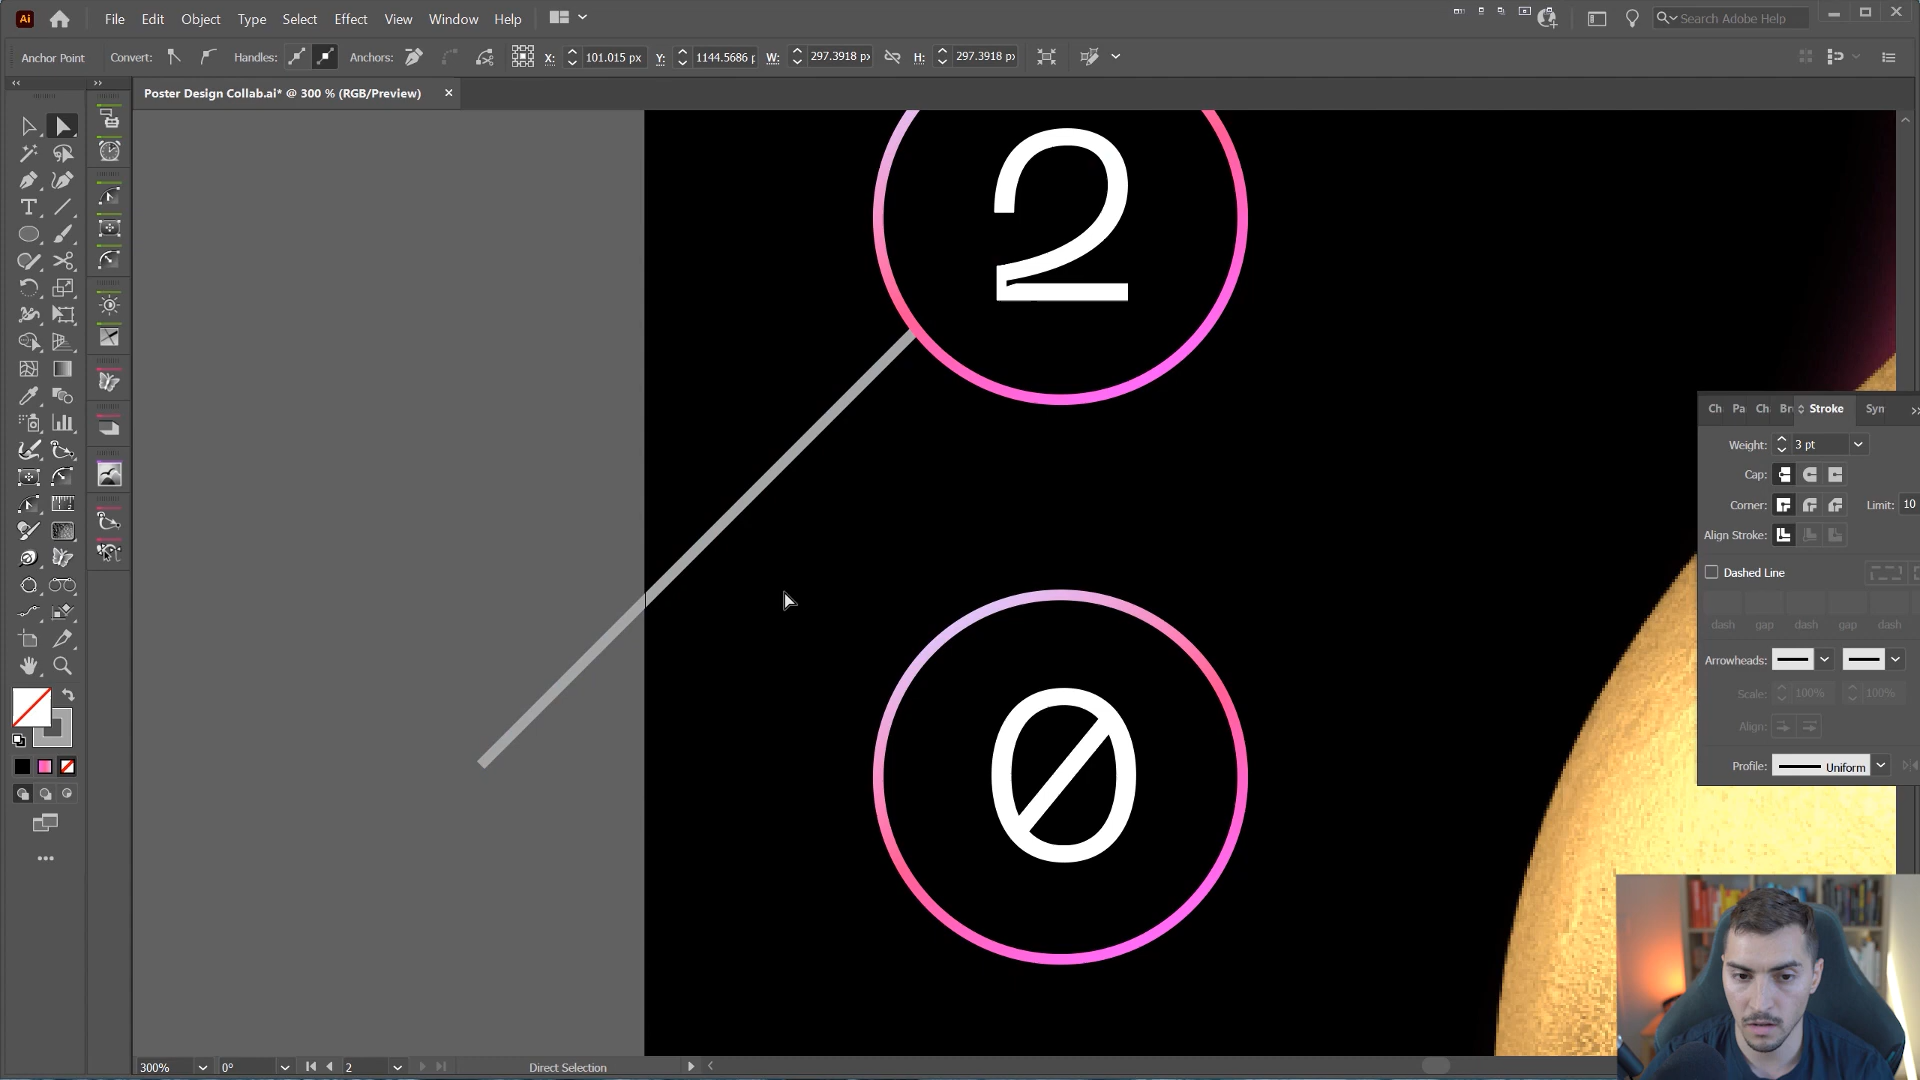 Ai File Edit Object Type Select Effect View Window Help Search Adobe Help
Anchor Point Convert: Handles: Anchors: X: 101.015 px Y: 1144.5686 p W: 297.3918 px H: 297.3918 px
Poster Design Collab.ai* @ 300 % (RGB/Preview) ×
2
0
Ch Pa Ch Br Stroke Syn
Weight: 3 pt
Cap:
Corner: Limit: 10
Align Stroke:
Dashed Line
dash gap dash gap dash
Arrowheads:
Scale: 100% 100%
Align:
Profile: Uniform
300% 0° 2 Direct Selection